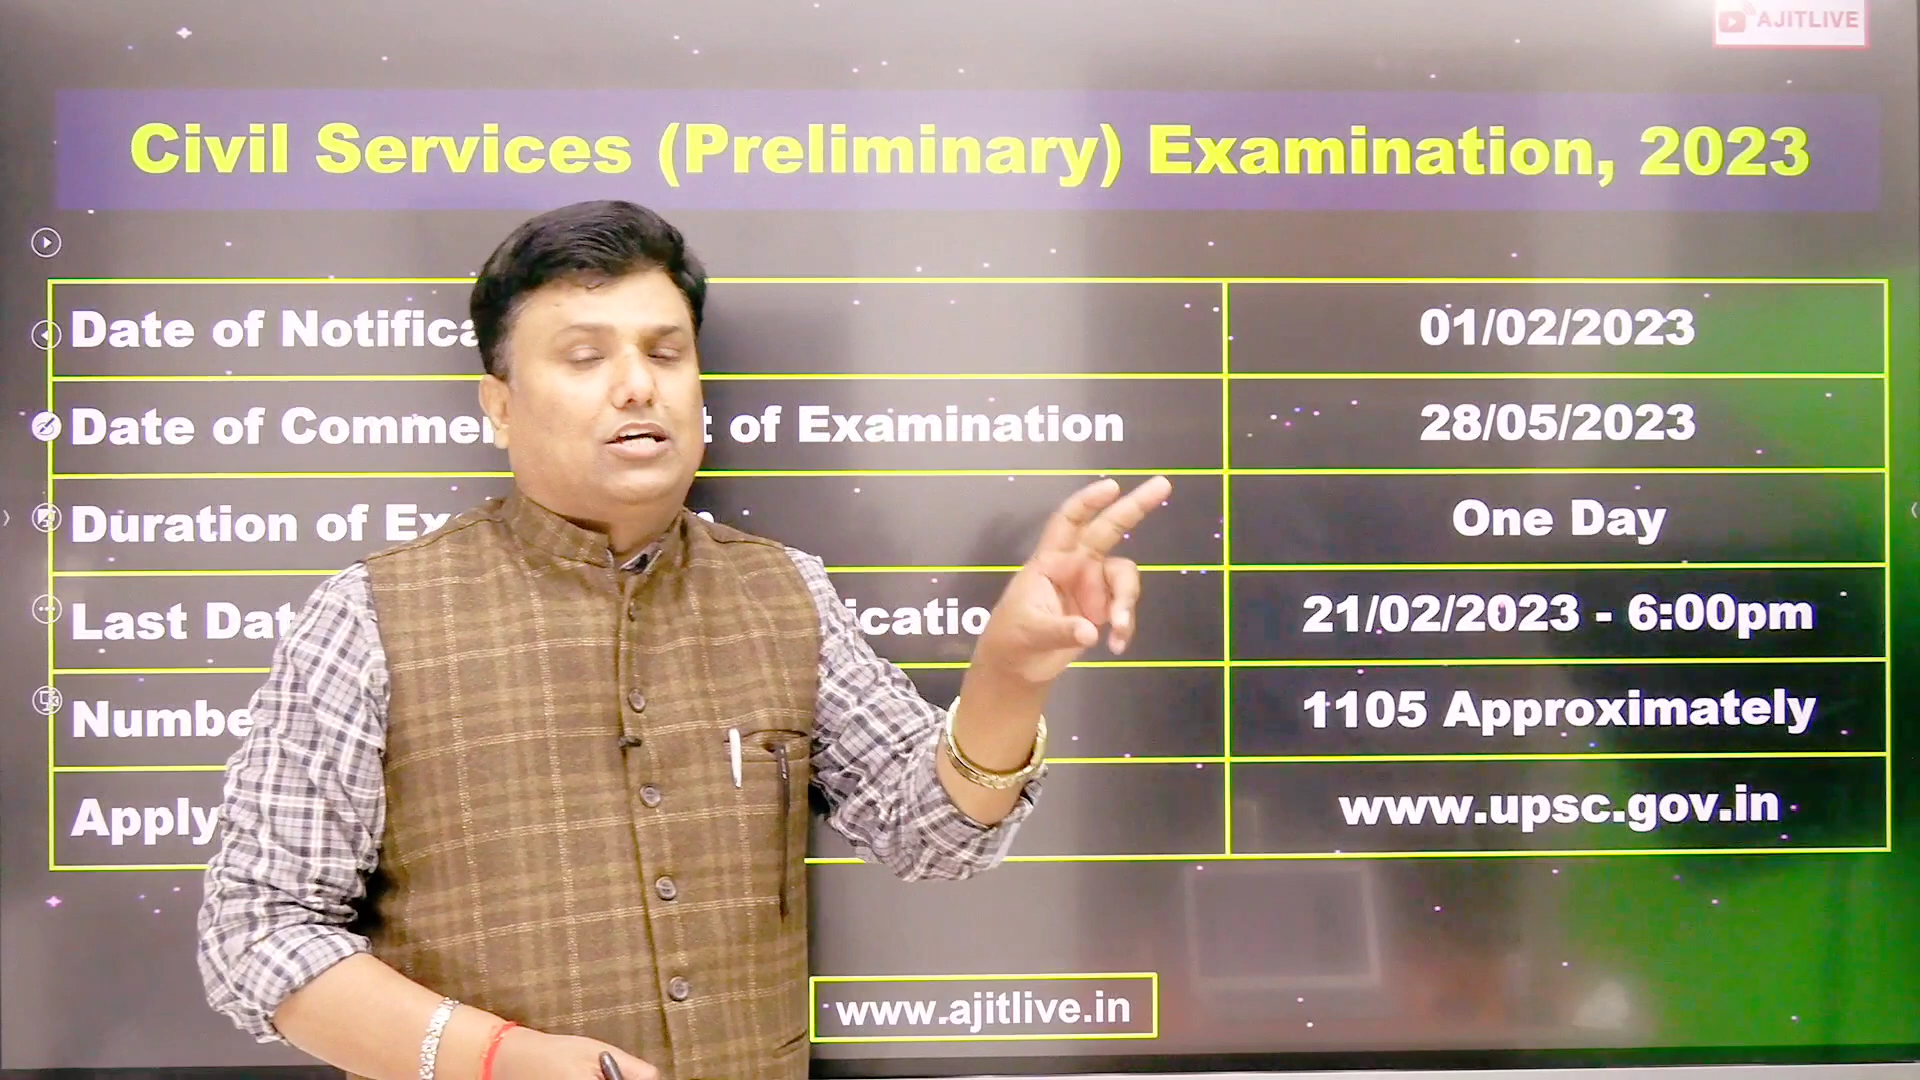 AJITLIVE
Civil Services (Preliminary) Examination, 2023
Date of Notifica 01/02/2023
Date of Commen t of Examination 28/05/2023
Duration of Ex One Day
Last Dat icatio 21/02/2023 - 6:00pm
Numbe 1105 Approximately
Apply www.upsc.gov.in
www.ajitlive.in